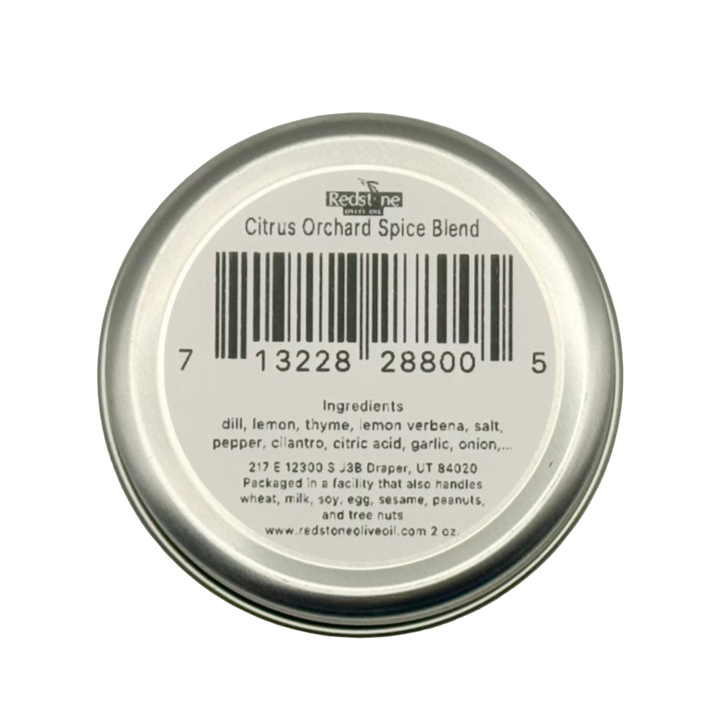 Redstone
OLIVE OIL
Citrus Orchard Spice Blend
7 13228 28800 5
Ingredients
dill, lemon, thyme, lemon verbena, salt,
pepper, cilantro, citric acid, garlic, onion,...
217 E 12300 S J3B Draper, UT 84020
Packaged in a facility that also handles
wheat, milk, soy, egg, sesame, peanuts,
and tree nuts
www.redstoneoliveoil.com 2 oz.